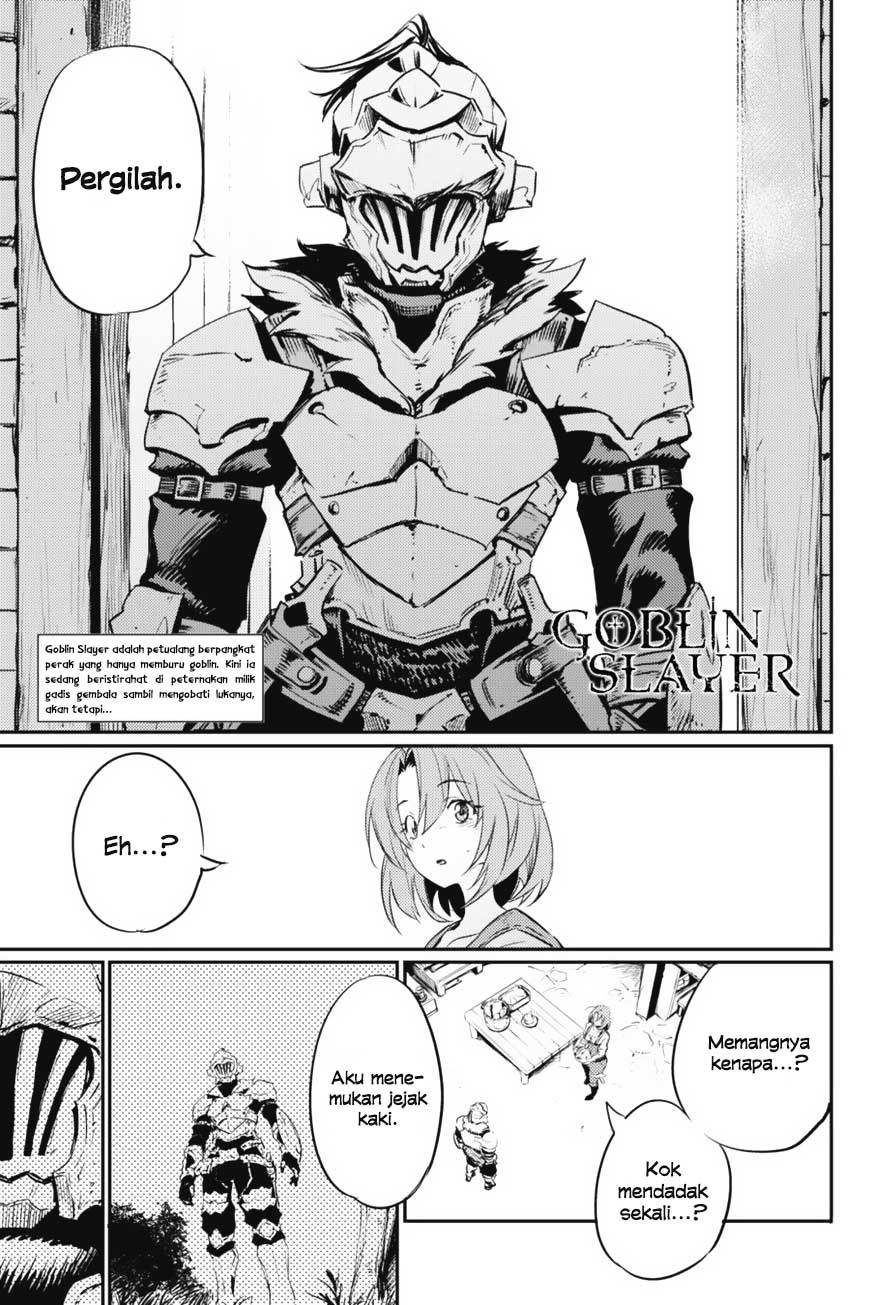 Pergilah.
GOBLIN
SLAYER
Goblin Slayer adalah petualang berpangkat
perak yang hanya memburu goblin. Kini ia
sedang beristirahat di peternakan milik
gadis gembala sambil mengobati lukanya,
akan tetapi...
Eh...?
Memangnya
kenapa...?
Kok
mendadak
sekali...?
Aku mene-
mukan jejak
kaki.